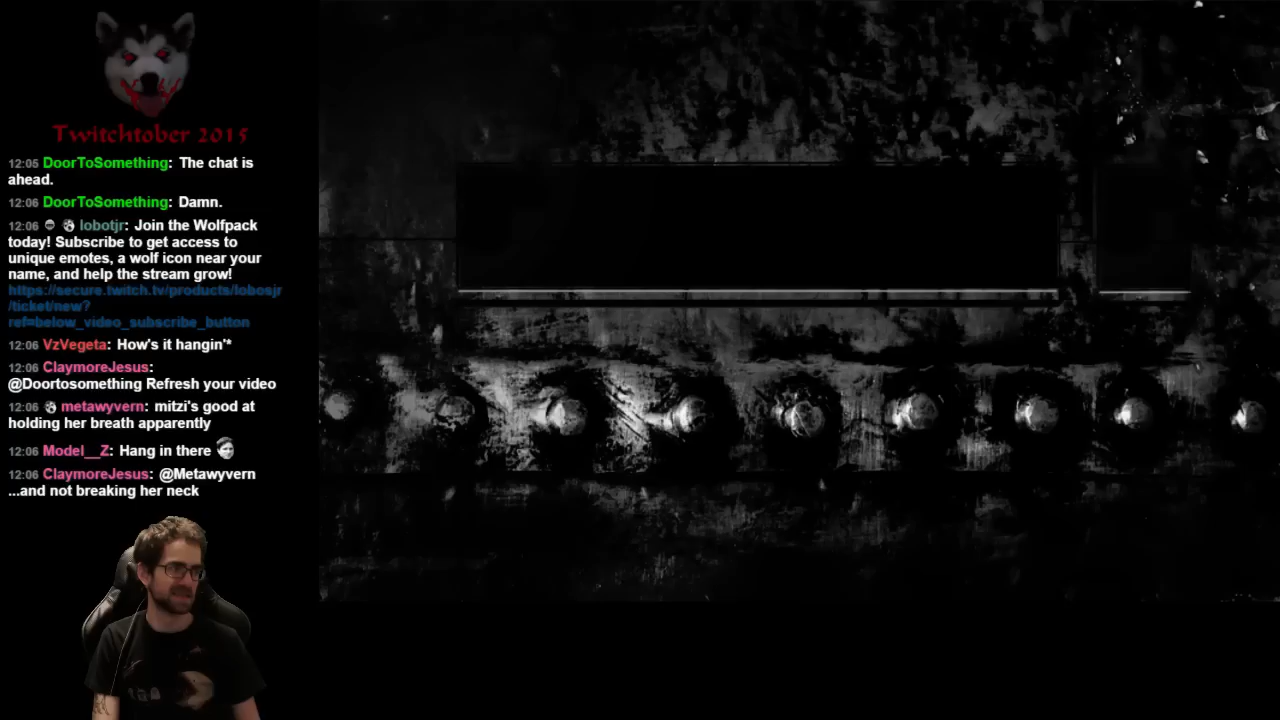 Twitchtober 2015
12:05 DoorToSomething: The chat is
ahead.
12:06 DoorToSomething: Damn.
12:06 lobotjr: Join the Wolfpack
today! Subscribe to get access to
unique emotes, a wolf icon near your
name, and help the stream grow!
https://secure.twitch.tv/products/lobosjr
/ticket/new?
ref=below_video_subscribe_button
12:06 VzVegeta: How's it hangin'*
12:06 ClaymoreJesus:
@Doortosomething Refresh your video
12:06 metawyvern: mitzi's good at
holding her breath apparently
12:06 Model__Z: Hang in there
12:06 ClaymoreJesus: @Metawyvern
...and not breaking her neck